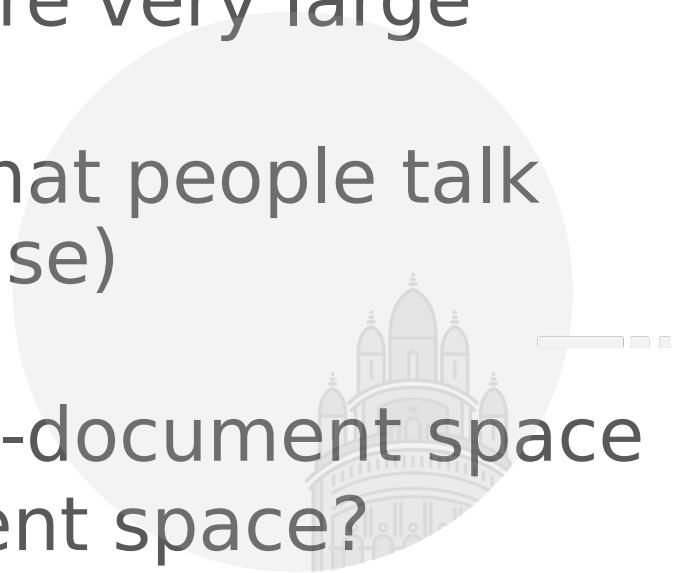 re very large
hat people talk
se)
-document space
ent space?